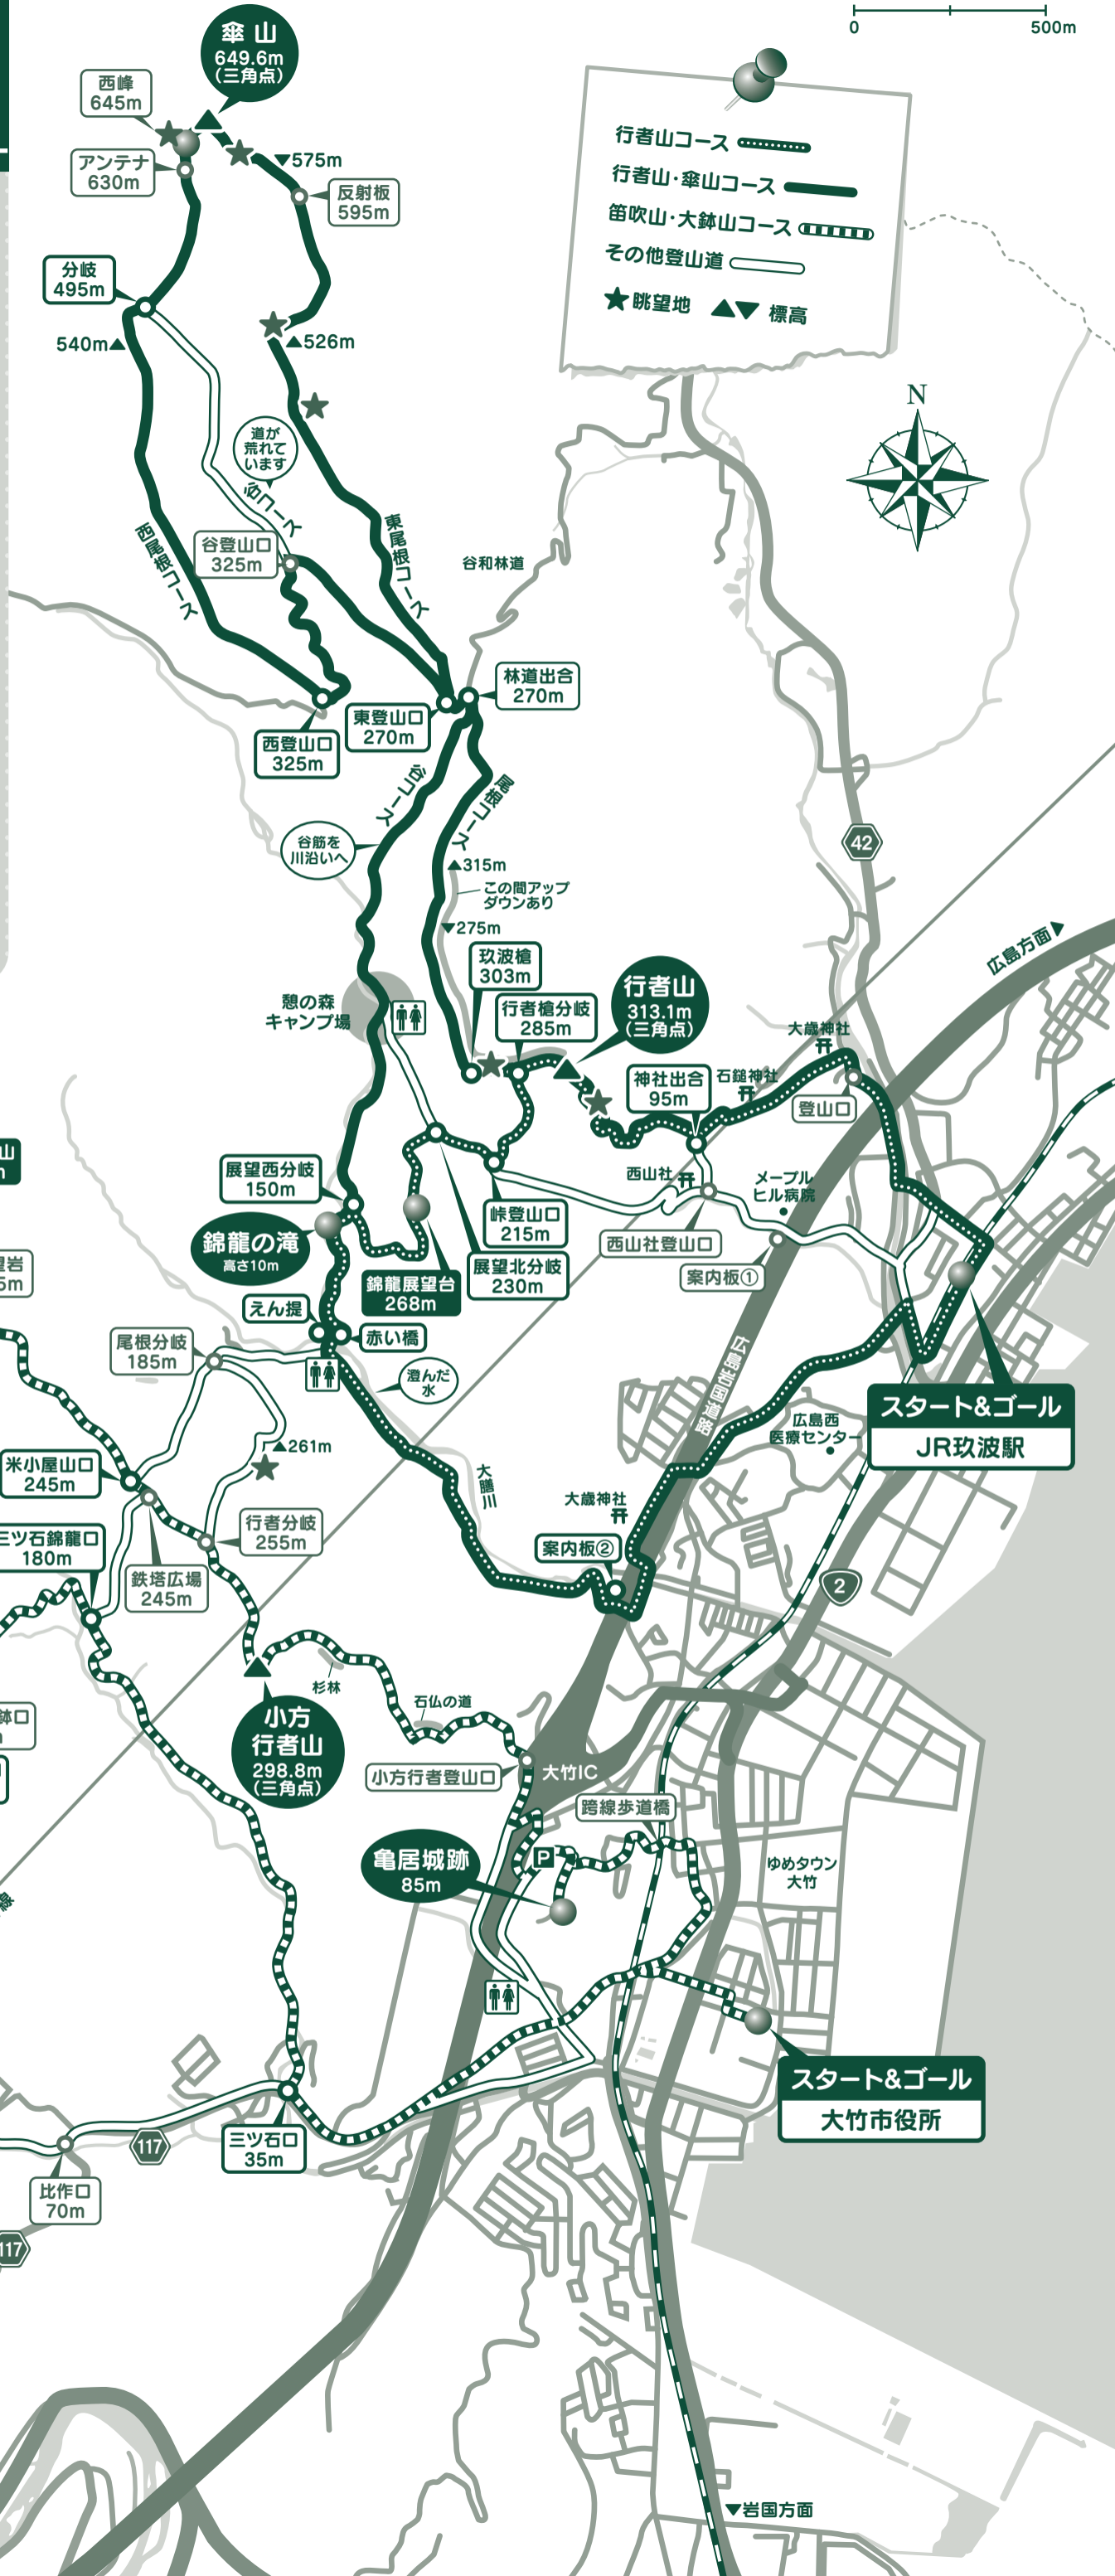 0
500m
傘山
649.6m
(三角点)
西峰
645m
アンテナ
630m
▼575m
反射板
595m
行者山コース
行者山・傘山コース
笛吹山・大鉢山コース
その他登山道
★眺望地 ▲▼ 標高
分岐
495m
540m▲
▲526m
N
道が
荒れて
います
谷コース
谷登山口
325m
西尾根コース
東尾根コース
谷和林道
林道出合
270m
東登山口
270m
西登山口
325m
谷コース
尾根コース
谷筋を
川沿いへ
▲315m
この間アップ
ダウンあり
▼275m
42
広島方面▶
玖波槍
303m
行者槍分岐
285m
行者山
313.1m
(三角点)
憩の森
キャンプ場
大歳神社
石鎚神社
神社出合
95m
登山口
西山社
メープル
ヒル病院
展望西分岐
150m
錦龍の滝
高さ10m
峠登山口
215m
西山社登山口
案内板①
展望北分岐
230m
錦龍展望台
268m
えん提
赤い橋
尾根分岐
185m
澄んだ
水
広島岩国道路
スタート&ゴール
JR玖波駅
広島西
医療センター
▲261m
米小屋山口
245m
大膳川
大歳神社
案内板②
行者分岐
255m
三ツ石錦龍口
180m
鉄塔広場
245m
2
杉林
石仏の道
小方
行者山
298.8m
(三角点)
小方行者登山口
大竹IC
跨線歩道橋
P
亀居城跡
85m
ゆめタウン
大竹
スタート&ゴール
大竹市役所
三ツ石口
35m
117
比作口
70m
117
▼岩国方面